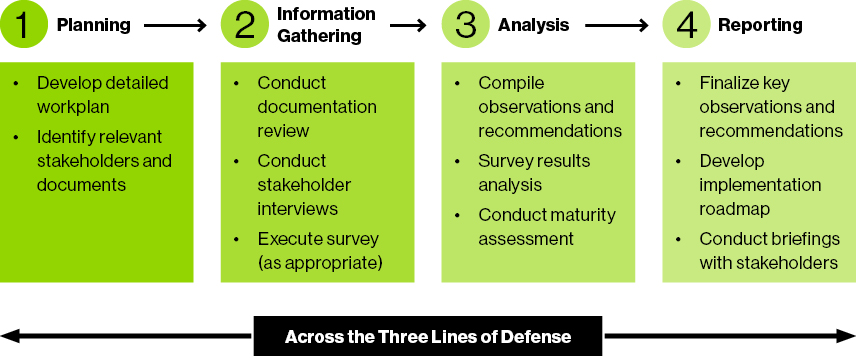 1 Planning
• Develop detailed
workplan
• Identify relevant
stakeholders and
documents
2 Information
Gathering
• Conduct
documentation
review
• Conduct
stakeholder
interviews
• Execute survey
(as appropriate)
3 Analysis
• Compile
observations and
recommendations
• Survey results
analysis
• Conduct maturity
assessment
4 Reporting
• Finalize key
observations and
recommendations
• Develop
implementation
roadmap
• Conduct briefings
with stakeholders
Across the Three Lines of Defense